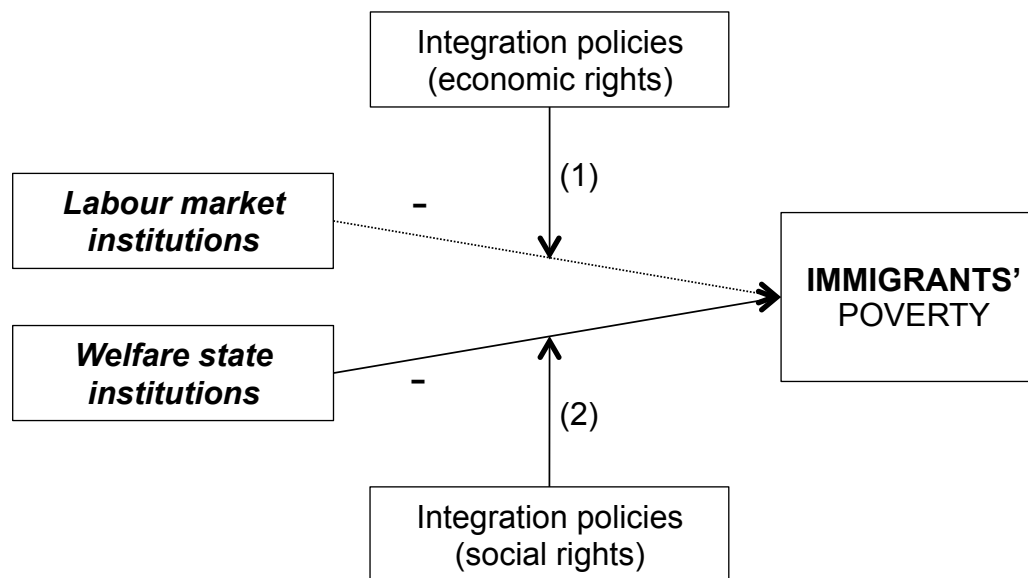 Integration policies
(economic rights)
(1)
-
Labour market
institutions
IMMIGRANTS’
POVERTY
Welfare state
institutions
-
(2)
Integration policies
(social rights)